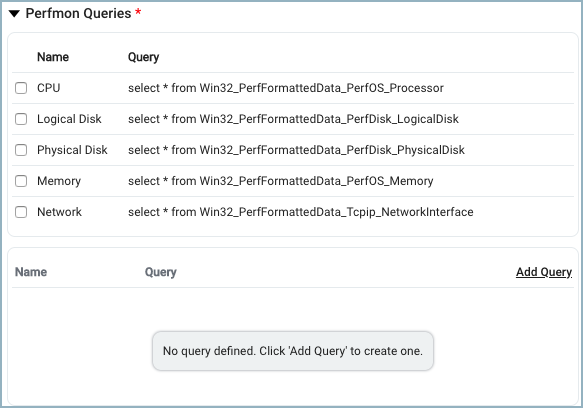 Perfmon Queries *
Name Query
CPU select * from Win32_PerfFormattedData_PerfOS_Processor
Logical Disk select * from Win32_PerfFormattedData_PerfDisk_LogicalDisk
Physical Disk select * from Win32_PerfFormattedData_PerfDisk_PhysicalDisk
Memory select * from Win32_PerfFormattedData_PerfOS_Memory
Network select * from Win32_PerfFormattedData_Tcpip_NetworkInterface
Name Query Add Query
No query defined. Click 'Add Query' to create one.